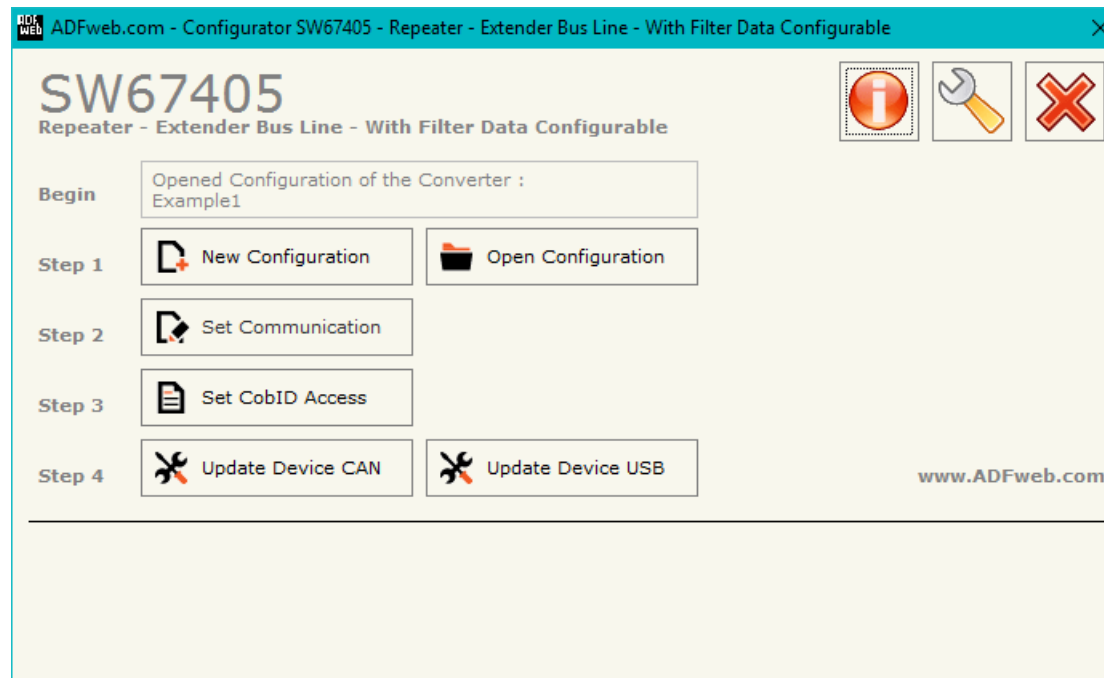 ADF
WEB
ADFweb.com - Configurator SW67405 - Repeater - Extender Bus Line - With Filter Data Configurable
SW67405
Repeater - Extender Bus Line - With Filter Data Configurable
Begin
Opened Configuration of the Converter :
Example1
Step 1
New Configuration
Open Configuration
Step 2
Set Communication
Step 3
Set CobID Access
Step 4
Update Device CAN
Update Device USB
www.ADFweb.com